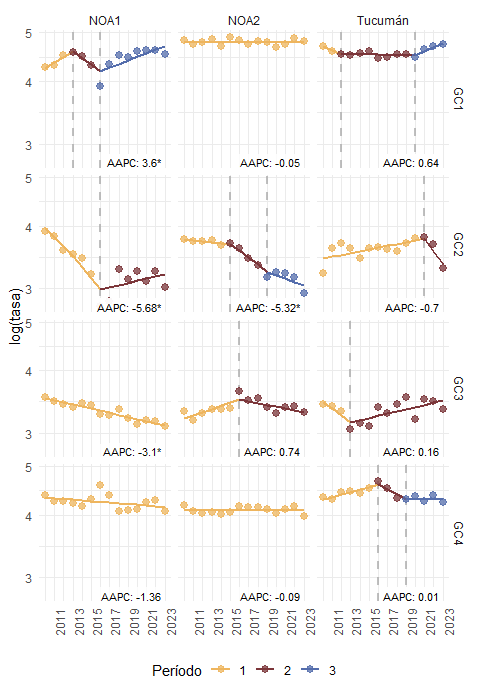 NOA1 NOA2 Tucumán
5
4
3
AAPC: 3.6* AAPC: -0.05 AAPC: 0.64
GC1
5
4
3
AAPC: -5.68* AAPC: -5.32* AAPC: -0.7
GC2
log(tasa)
5
4
3
AAPC: -3.1* AAPC: 0.74 AAPC: 0.16
GC3
5
4
3
AAPC: -1.36 AAPC: -0.09 AAPC: 0.01
GC4
2011 2013 2015 2017 2019 2021 2023 2011 2013 2015 2017 2019 2021 2023 2011 2013 2015 2017 2019 2021 2023
Período 1 2 3